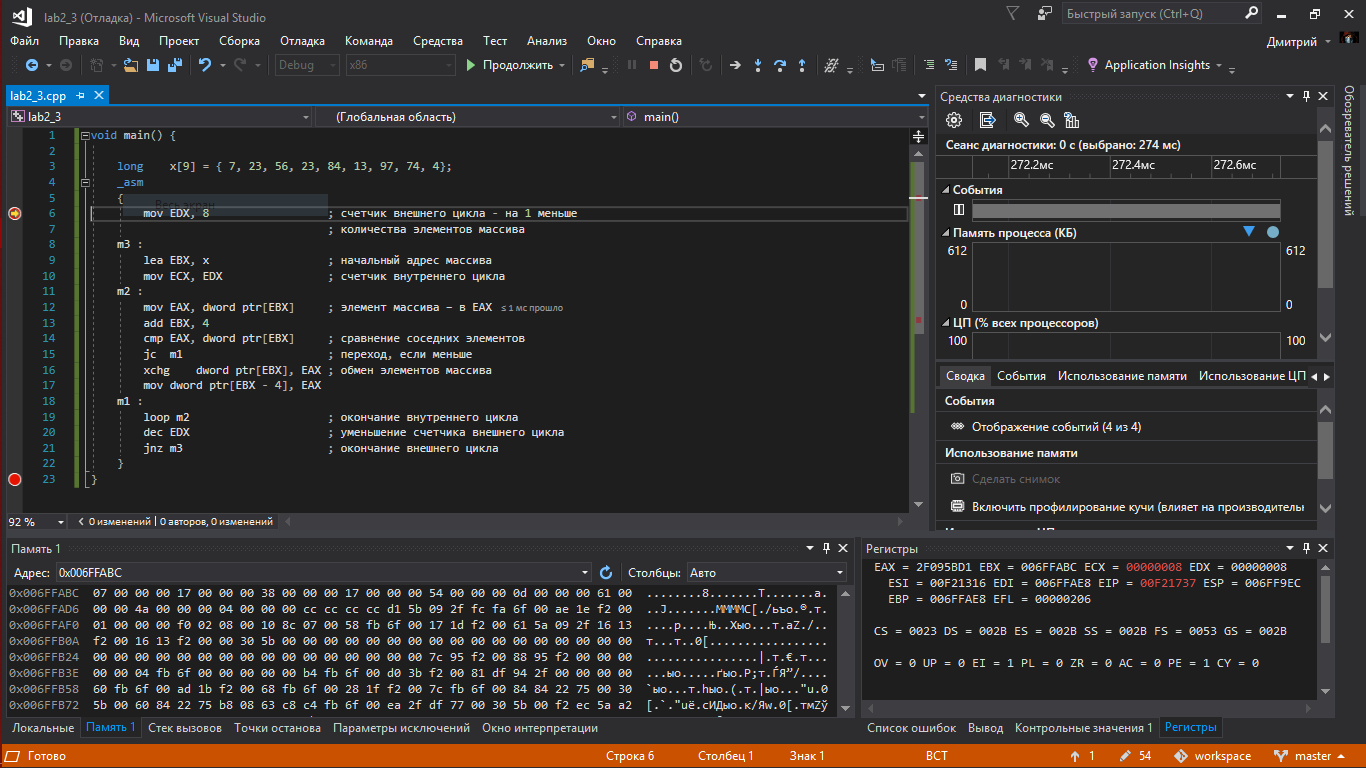 lab2_3 (Отладка) - Microsoft Visual Studio
Быстрый запуск (Ctrl+Q)
Файл Правка Вид Проект Сборка Отладка Команда Средства Тест Анализ Окно Справка
Дмитрий
Debug x86 Продолжить Application Insights
lab2_3.cpp
lab2_3 (Глобальная область) main()
1 void main() {
2
3 long x[9] = { 7, 23, 56, 23, 84, 13, 97, 74, 4};
4 _asm
5 {
Весь экран
6 mov EDX, 8 ; счетчик внешнего цикла - на 1 меньше
7 ; количества элементов массива
8 m3 :
9 lea EBX, x ; начальный адрес массива
10 mov ECX, EDX ; счетчик внутреннего цикла
11 m2 :
12 mov EAX, dword ptr[EBX] ; элемент массива – в EAX ≤ 1 мс прошло
13 add EBX, 4
14 cmp EAX, dword ptr[EBX] ; сравнение соседних элементов
15 jc m1 ; переход, если меньше
16 xchg dword ptr[EBX], EAX ; обмен элементов массива
17 mov dword ptr[EBX - 4], EAX
18 m1 :
19 loop m2 ; окончание внутреннего цикла
20 dec EDX ; уменьшение счетчика внешнего цикла
21 jnz m3 ; окончание внешнего цикла
22 }
23 }
92 % 0 изменений | 0 авторов, 0 изменений
Средства диагностики
Сеанс диагностики: 0 с (выбрано: 274 мс)
272.2мс 272.4мс 272.6мс
События
Память процесса (КБ)
612 612
0 0
ЦП (% всех процессоров)
100 100
Сводка События Использование памяти Использование ЦП
События
Отображение событий (4 из 4)
Использование памяти
Сделать снимок
Включить профилирование кучи (влияет на производитель
Обозреватель решений
Память 1
Адрес: 0x006FFABC Столбцы: Авто
0x006FFABC 07 00 00 00 17 00 00 00 38 00 00 00 17 00 00 00 54 00 00 00 0d 00 00 00 61 00 ........8.......T.......a.
0x006FFAD6 00 00 4a 00 00 00 04 00 00 00 cc cc cc cc d1 5b 09 2f fc fa 6f 00 ae 1e f2 00 ..J.......ММММС[./ъыо.®.т.
0x006FFAF0 01 00 00 00 f0 02 08 00 10 8c 07 00 58 fb 6f 00 17 1d f2 00 61 5a 09 2f 16 13 ....р....Њ..Xыо...т.aZ./..
0x006FFB0A f2 00 16 13 f2 00 00 30 5b 00 00 00 00 00 00 00 00 00 00 00 00 00 00 00 00 00 т...т..0[.................
0x006FFB24 00 00 00 00 00 00 00 00 00 00 00 00 00 00 00 00 7c 95 f2 00 88 95 f2 00 00 00 ................|.т.€.т...
0x006FFB3E 00 00 04 fb 6f 00 00 00 00 00 b4 fb 6f 00 d0 3b f2 00 81 df 94 2f 00 00 00 00 ...ыо.....ґыо.Р;т.ЃЯ”/....
0x006FFB58 60 fb 6f 00 ad 1b f2 00 68 fb 6f 00 28 1f f2 00 7c fb 6f 00 84 84 22 75 00 30 `ыо...т.hыо.(.т.|ыо.„„"u.0
0x006FFB72 5b 00 60 84 22 75 b8 08 63 c8 c4 fb 6f 00 ea 2f df 77 00 30 5b 00 f2 ec 5a a2 [.`„"uё.cИДыо.к/Яw.0[.тмZў
Локальные Память 1 Стек вызовов Точки останова Параметры исключений Окно интерпретации
Регистры
EAX = 2F095BD1 EBX = 006FFABC ECX = 00000008 EDX = 00000008
ESI = 00F21316 EDI = 006FFAE8 EIP = 00F21737 ESP = 006FF9EC
EBP = 006FFAE8 EFL = 00000206
CS = 0023 DS = 002B ES = 002B SS = 002B FS = 0053 GS = 002B
OV = 0 UP = 0 EI = 1 PL = 0 ZR = 0 AC = 0 PE = 1 CY = 0
Список ошибок Вывод Контрольные значения 1 Регистры
Готово Строка 6 Столбец 1 Знак 1 ВСТ 1 54 workspace master